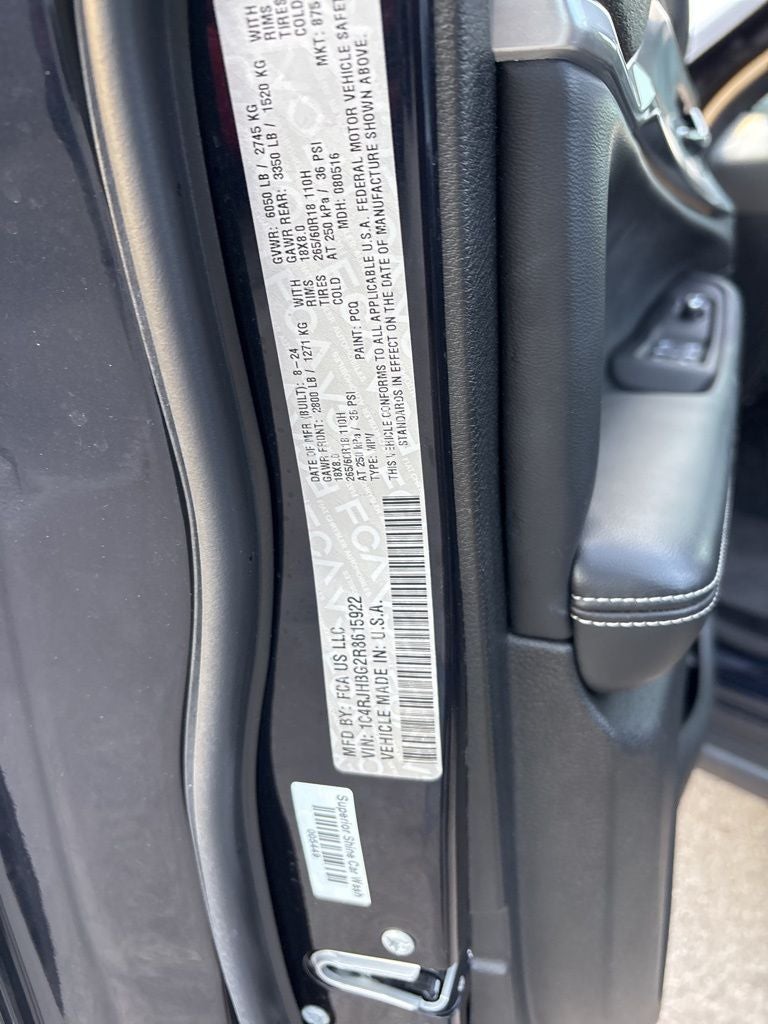 MFD BY: FCA US LLC
DATE OF MFR (BUILT): 8-24
GVWR: 6050 LB / 2745 KG
GAWR FRONT: 2800 LB / 1271 KG
WITH
18X8.0
RIMS
265/60R18 110H
TIRES
AT 250 kPa / 36 PSI
COLD
GAWR REAR: 3350 LB / 1520 KG
WITH
18X8.0
RIMS
265/60R18 110H
TIRES
AT 250 kPa / 36 PSI
COLD
VIN: 1C4RJHBG2R8615922
TYPE: MPV
PAINT: PCQ
MDH: 080516
MKT: 875
VEHICLE MADE IN: U.S.A.
THIS VEHICLE CONFORMS TO ALL APPLICABLE U.S.A. FEDERAL MOTOR VEHICLE
STANDARDS IN EFFECT ON THE DATE OF MANUFACTURE SHOWN ABOVE.
Superior Shine Car Wash
005449